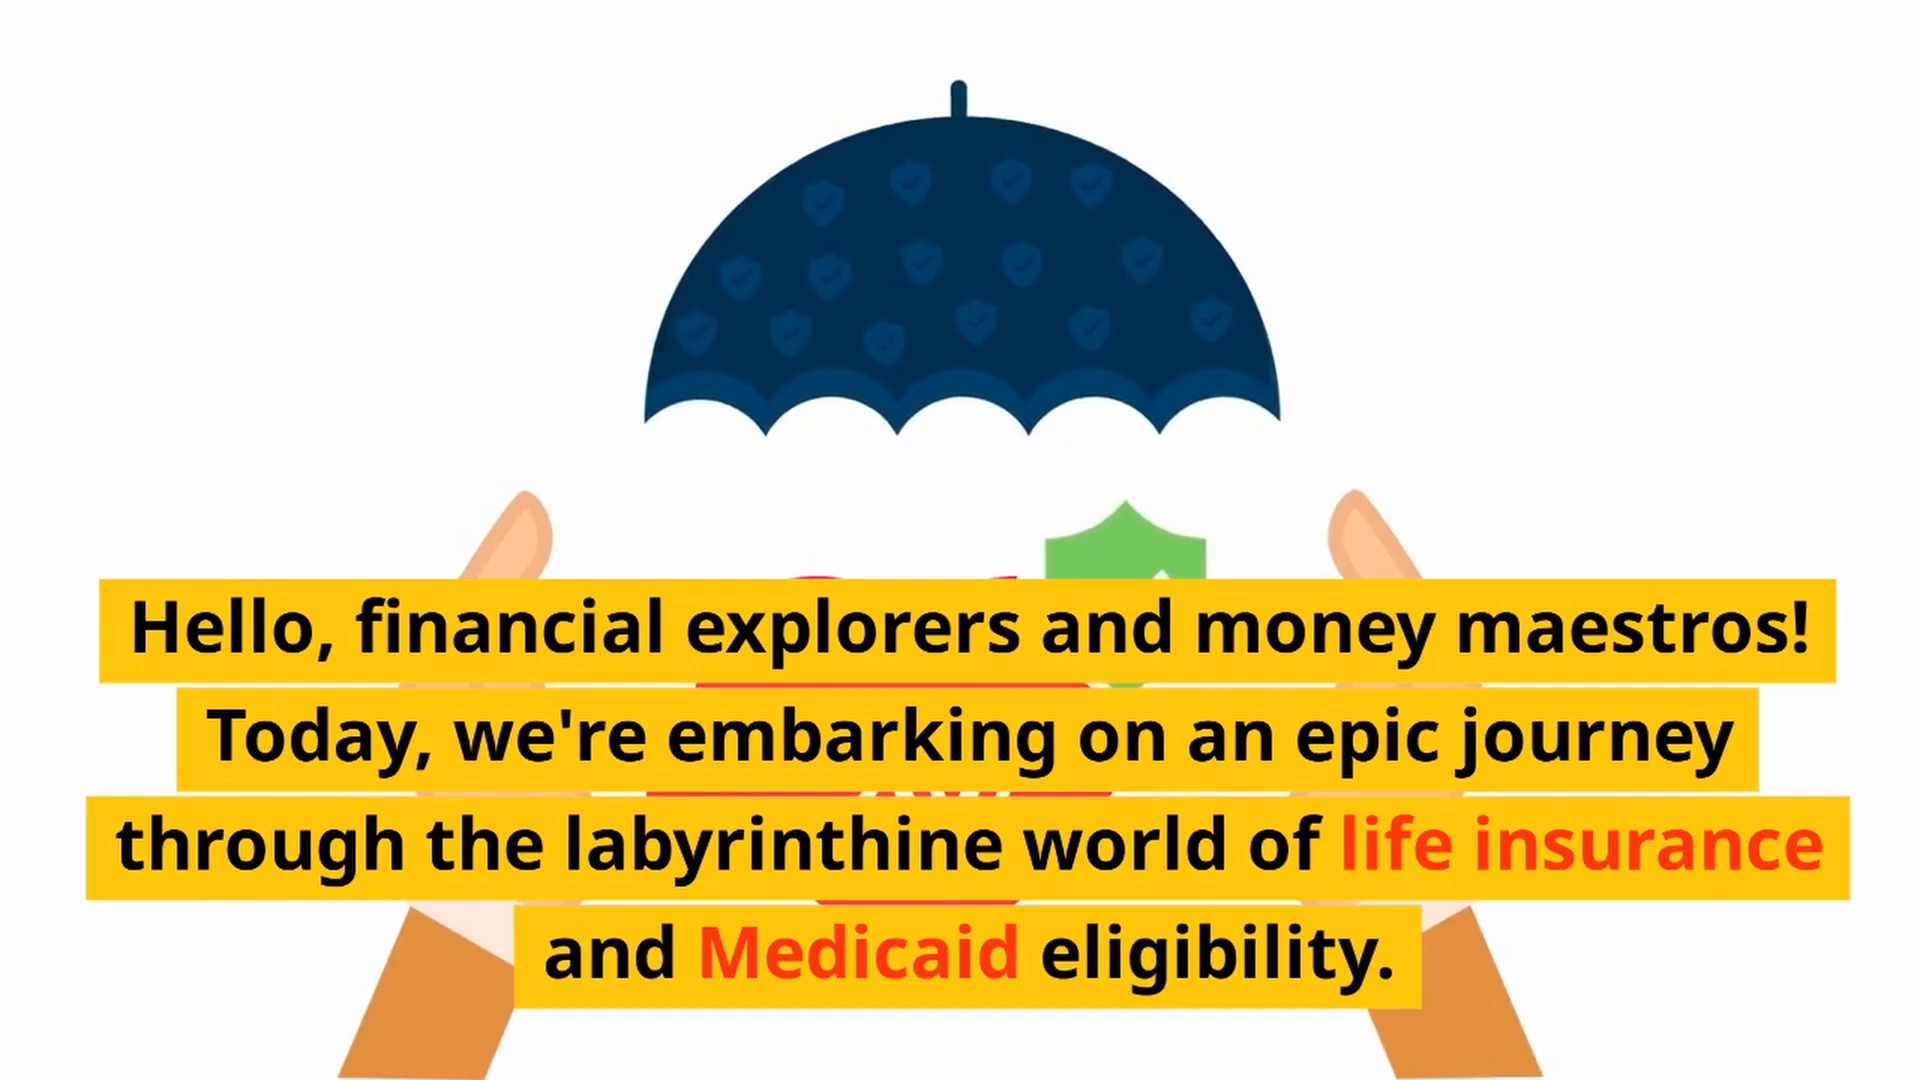 Hello, financial explorers and money maestros!
Today, we're embarking on an epic journey
through the labyrinthine world of life insurance
and Medicaid eligibility.